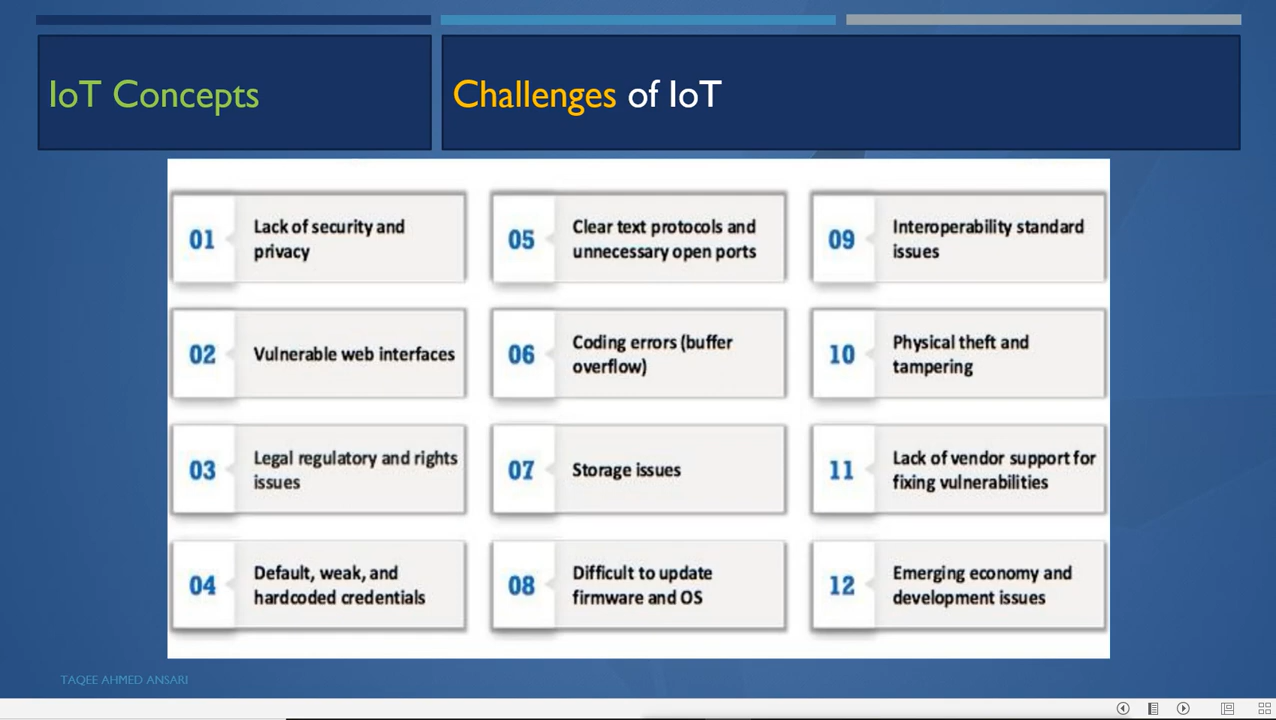 IoT Concepts
Challenges of IoT
01
Lack of security and
privacy
02
Vulnerable web interfaces
03
Legal regulatory and rights
issues
04
Default, weak, and
hardcoded credentials
05
Clear text protocols and
unnecessary open ports
06
Coding errors (buffer
overflow)
07
Storage issues
08
Difficult to update
firmware and OS
09
Interoperability standard
issues
10
Physical theft and
tampering
11
Lack of vendor support for
fixing vulnerabilities
12
Emerging economy and
development issues
TAQEE AHMED ANSARI